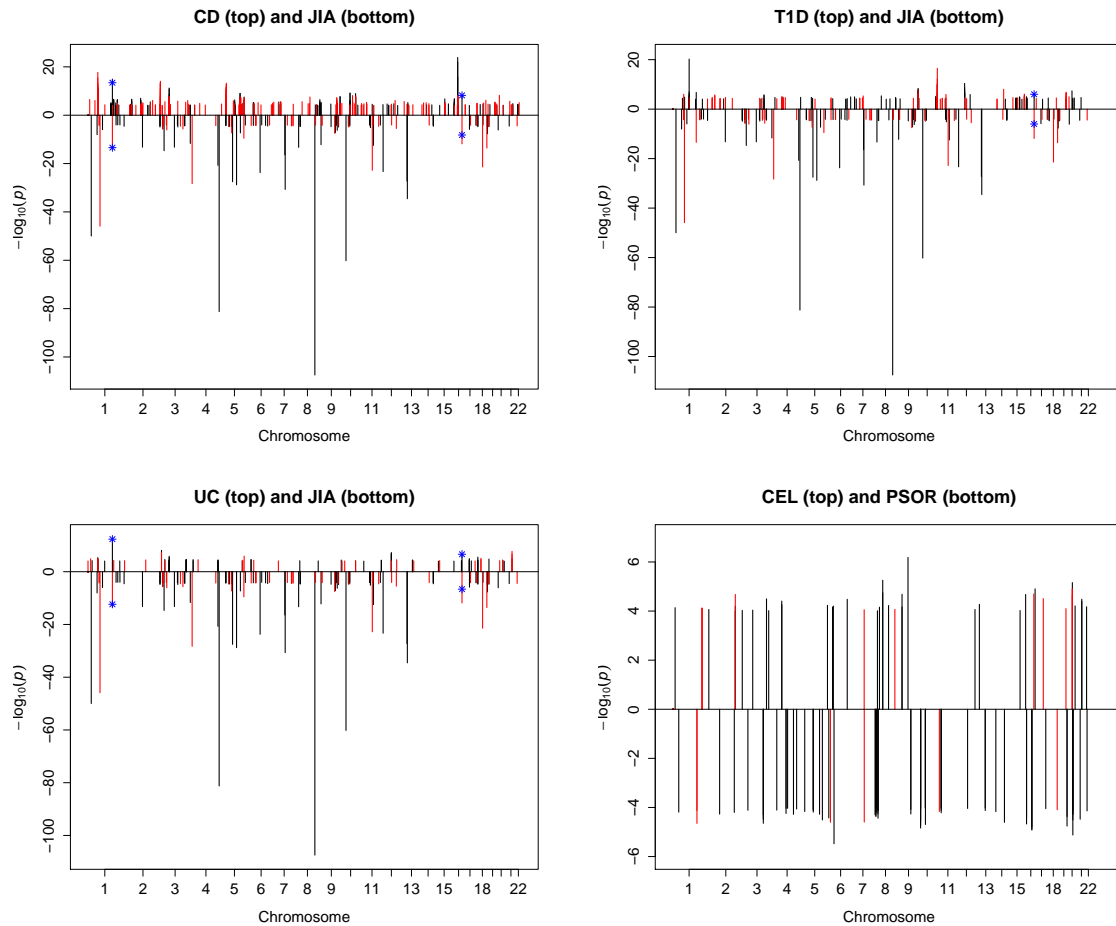 CD (top) and JIA (bottom)
−log₁₀(p)
20
0
−20
−40
−60
−80
−100
1 2 3 4 5 6 7 8 9 11 13 15 18 22
Chromosome
T1D (top) and JIA (bottom)
−log₁₀(p)
20
0
−20
−40
−60
−80
−100
1 2 3 4 5 6 7 8 9 11 13 15 18 22
Chromosome
UC (top) and JIA (bottom)
−log₁₀(p)
0
−20
−40
−60
−80
−100
1 2 3 4 5 6 7 8 9 11 13 15 18 22
Chromosome
CEL (top) and PSOR (bottom)
−log₁₀(p)
6
4
2
0
−2
−4
−6
1 2 3 4 5 6 7 8 9 11 13 15 18 22
Chromosome